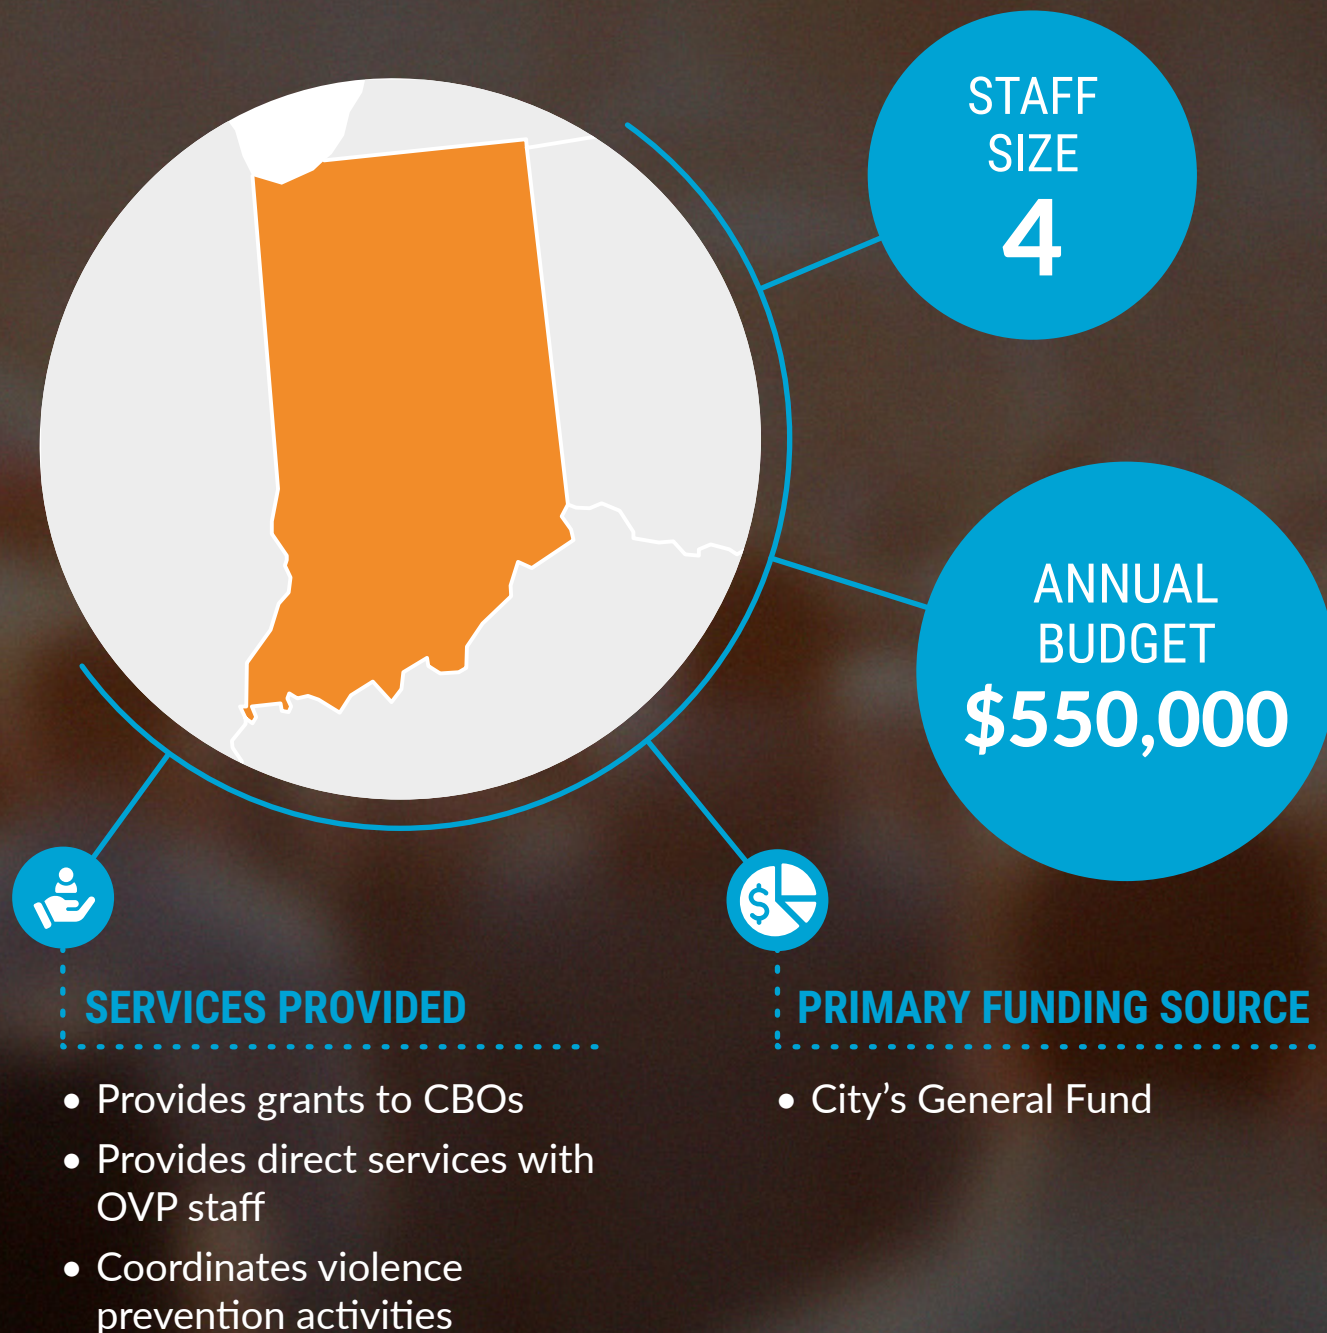 STAFF
SIZE
4
ANNUAL
BUDGET
$550,000
SERVICES PROVIDED
• Provides grants to CBOs
• Provides direct services with
OVP staff
• Coordinates violence
prevention activities
PRIMARY FUNDING SOURCE
• City’s General Fund